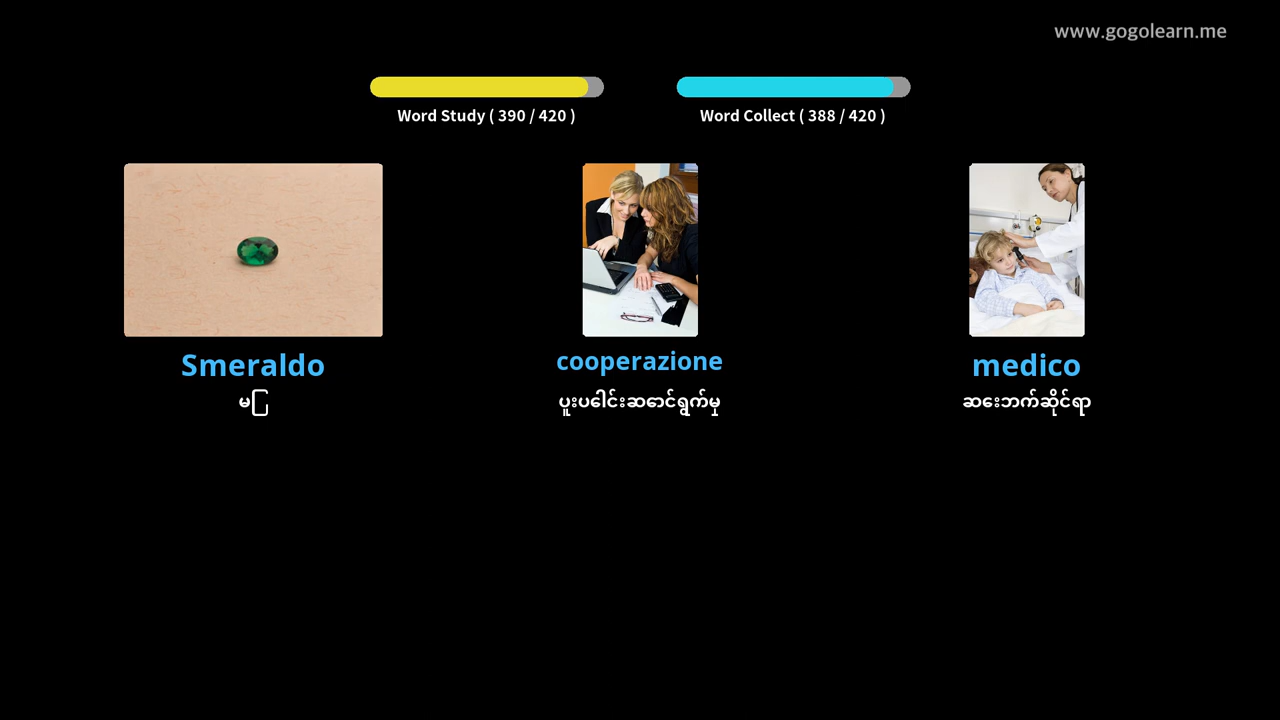 www.gogolearn.me
Word Study ( 390 / 420 )
Word Collect ( 388 / 420 )
Smeraldo
cooperazione
medico
မြ
ပူးပေါင်းဆောင်ရွက်မှု
ဆေးဘက်ဆိုင်ရာ